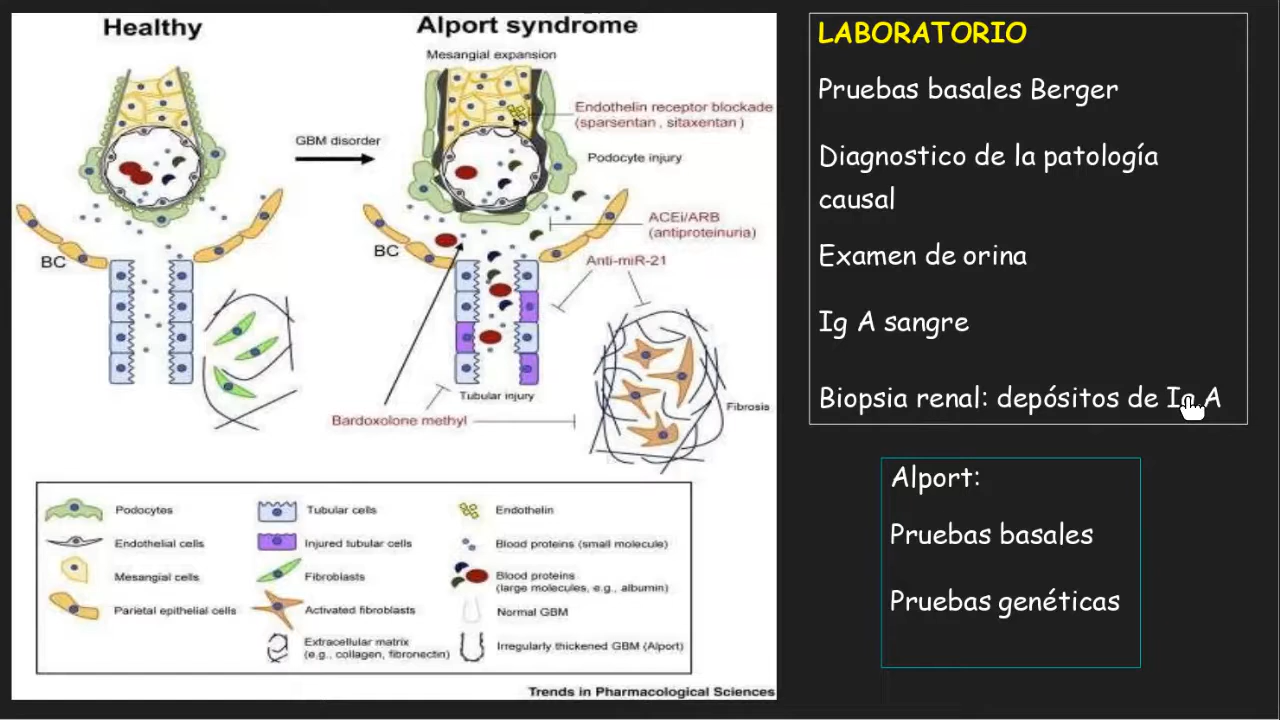 Healthy
Alport syndrome
Mesangial expansion
Endothelin receptor blockade
(sparsentan, sitaxentan)
GBM disorder
Podocyte injury
ACEi/ARB
(antiproteinuria)
BC
BC
Anti-miR-21
Tubular injury
Fibrosis
Bardoxolone methyl
Podocytes
Tubular cells
Endothelin
Endothelial cells
Injured tubular cells
Blood proteins (small molecule)
Mesangial cells
Fibroblasts
Blood proteins
(large molecules, e.g., albumin)
Parietal epithelial cells
Activated fibroblasts
Normal GBM
Extracellular matrix
(e.g., collagen, fibronectin)
Irregularly thickened GBM (Alport)
Trends in Pharmacological Sciences
LABORATORIO
Pruebas basales Berger
Diagnostico de la patología
causal
Examen de orina
Ig A sangre
Biopsia renal: depósitos de Ig A
Alport:
Pruebas basales
Pruebas genéticas